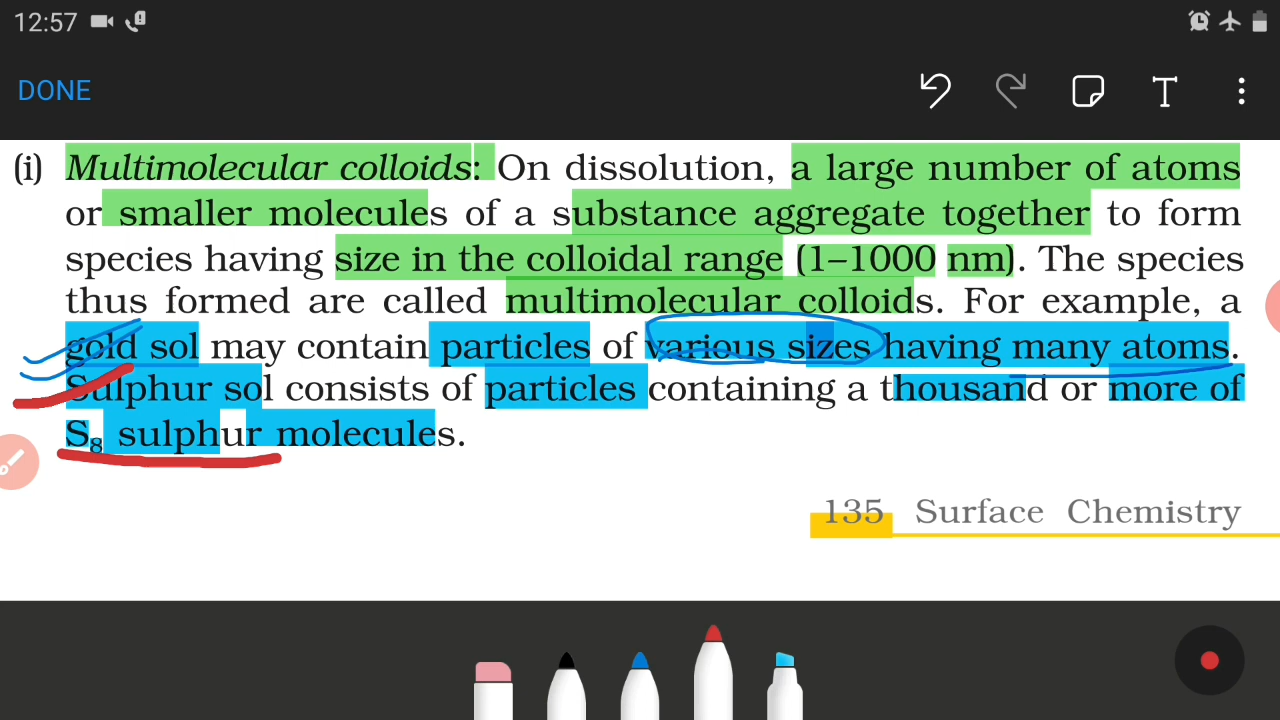 12:57
DONE
T
(i) Multimolecular colloids: On dissolution, a large number of atoms
or smaller molecules of a substance aggregate together to form
species having size in the colloidal range (1–1000 nm). The species
thus formed are called multimolecular colloids. For example, a
gold sol may contain particles of various sizes having many atoms.
Sulphur sol consists of particles containing a thousand or more of
S₈ sulphur molecules.
135 Surface Chemistry